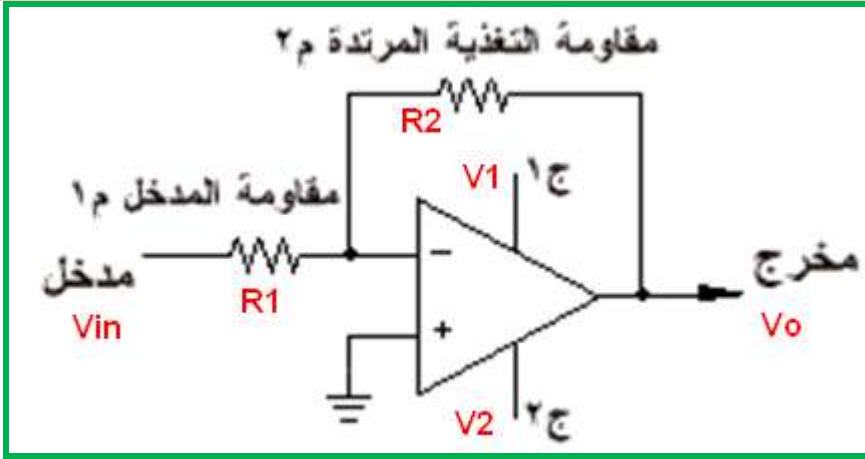 مقاومة التغذية المرتدة م٢
R2
V1
ج١
مقاومة المدخل م١
−
مدخل
R1
مخرج
Vin
+
Vo
V2
ج٢